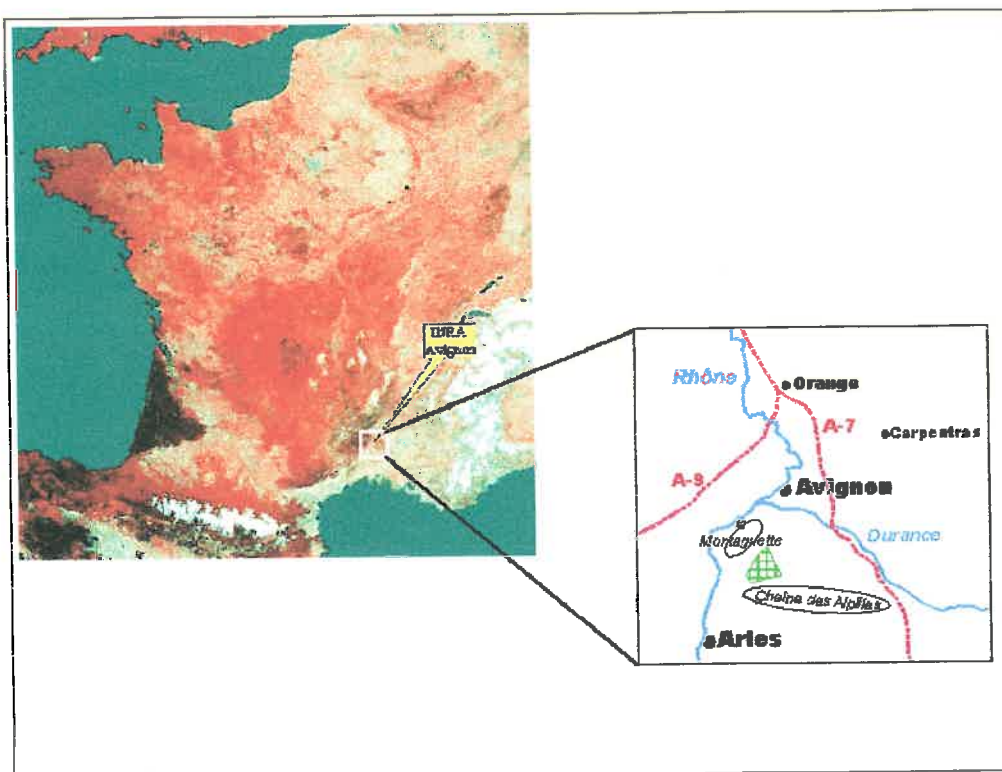 INRA
Avignon
Rhône
Orange
A-7
Carpentras
A-9
Avignon
Durance
Montagnette
Chaîne des Alpilles
Arles